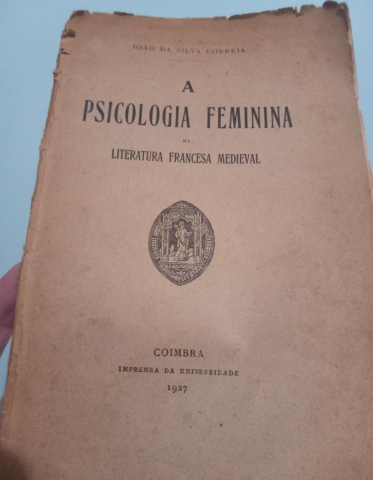 JOÃO DA SILVA CORREIA
A
PSICOLOGIA FEMININA
NA
LITERATURA FRANCESA MEDIEVAL
COIMBRA
IMPRENSA DA UNIVERSIDADE
1927